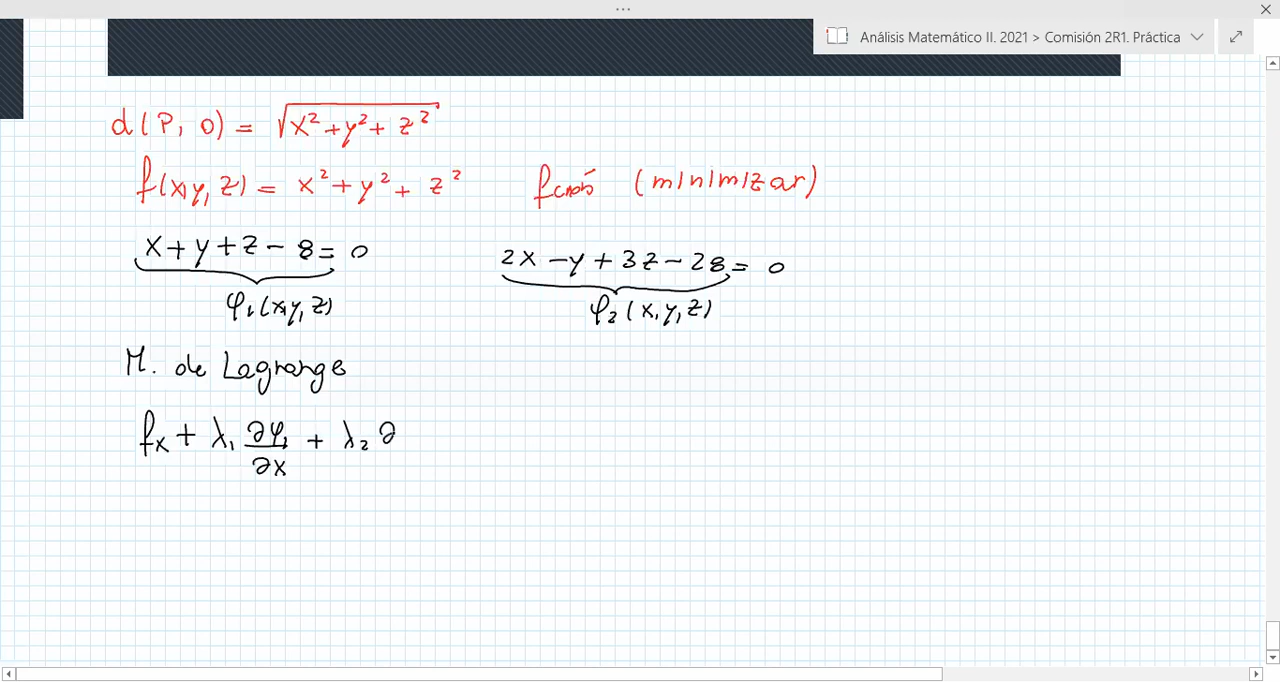 Análisis Matemático II. 2021 > Comisión 2R1. Práctica
d(P, 0) = √x² + y² + z²
f(x,y,z) = x² + y² + z² (minimizar)
x + y + z - 8 = 0 2x - y + 3z - 28 = 0
φ₁(x,y,z) φ₂(x,y,z)
M. de Lagrange
fx + λ₁ ∂φ₁/∂x + λ₂ ∂